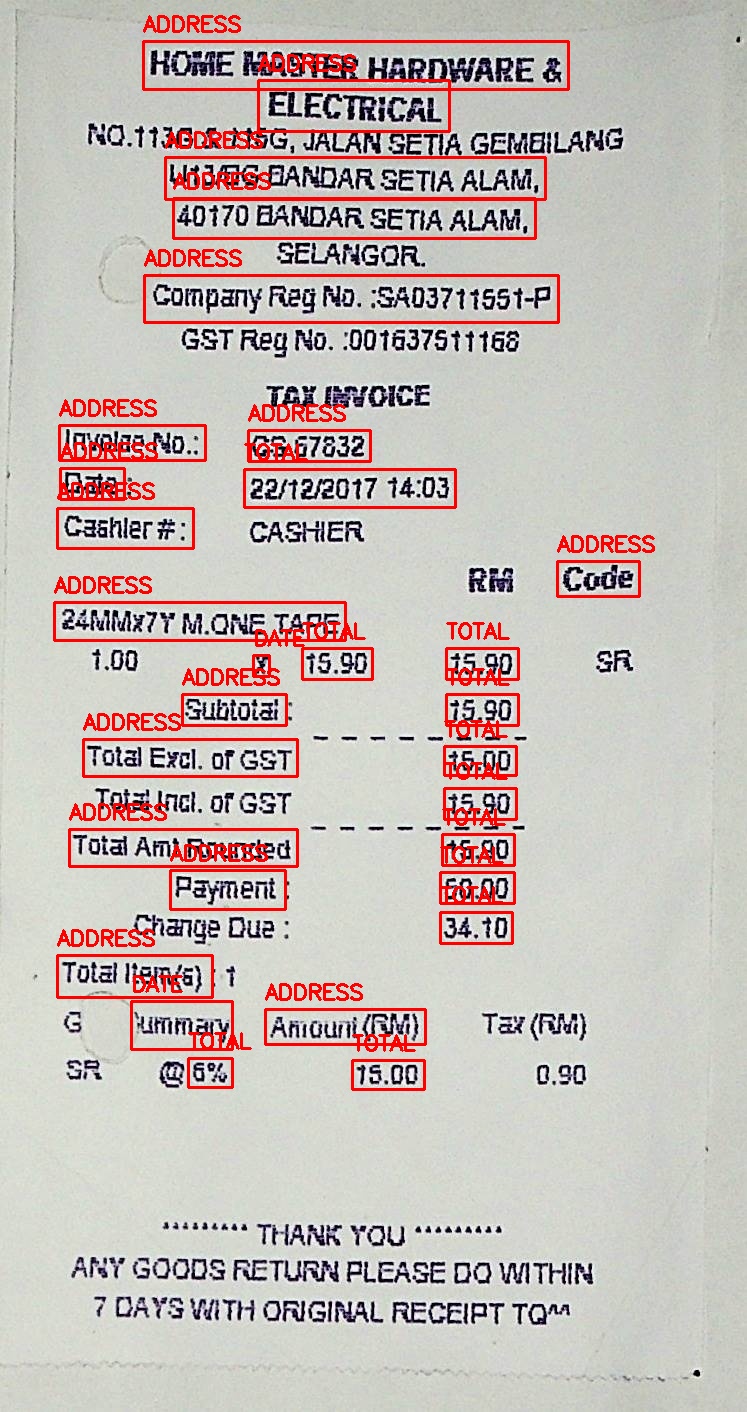 ADDRESS
HOME MASTER HARDWARE &
ADDRESS
ELECTRICAL
NO.113G & 115G, JALAN SETIA GEMBILANG
ADDRESS
BANDAR SETIA ALAM,
ADDRESS
40170 BANDAR SETIA ALAM,
SELANGOR.
ADDRESS
Company Reg No. :SA03711551-P
GST Reg No. :001637511168
TAX INVOICE
ADDRESS ADDRESS
Invoice No.: CS 67832
ADDRESS TOTAL
Date : 22/12/2017 14:03
ADDRESS
Cashier # : CASHIER
ADDRESS
RM Code
ADDRESS
24MMx7Y M.ONE TAPE
DATE TOTAL TOTAL
1.00 X 15.90 15.90 SR
ADDRESS TOTAL
Subtotal : 15.90
ADDRESS TOTAL
Total Excl. of GST 15.00
TOTAL
Total Incl. of GST 15.90
ADDRESS TOTAL
Total Amt Rounded 15.90
ADDRESS TOTAL
Payment : 50.00
TOTAL
Change Due : 34.10
ADDRESS
Total Item(s) : 1
DATE ADDRESS
G ummary Amount (RM) Tax (RM)
TOTAL TOTAL
SR @ 6% 15.00 0.90
********* THANK YOU *********
ANY GOODS RETURN PLEASE DO WITHIN
7 DAYS WITH ORIGINAL RECEIPT TQ^^